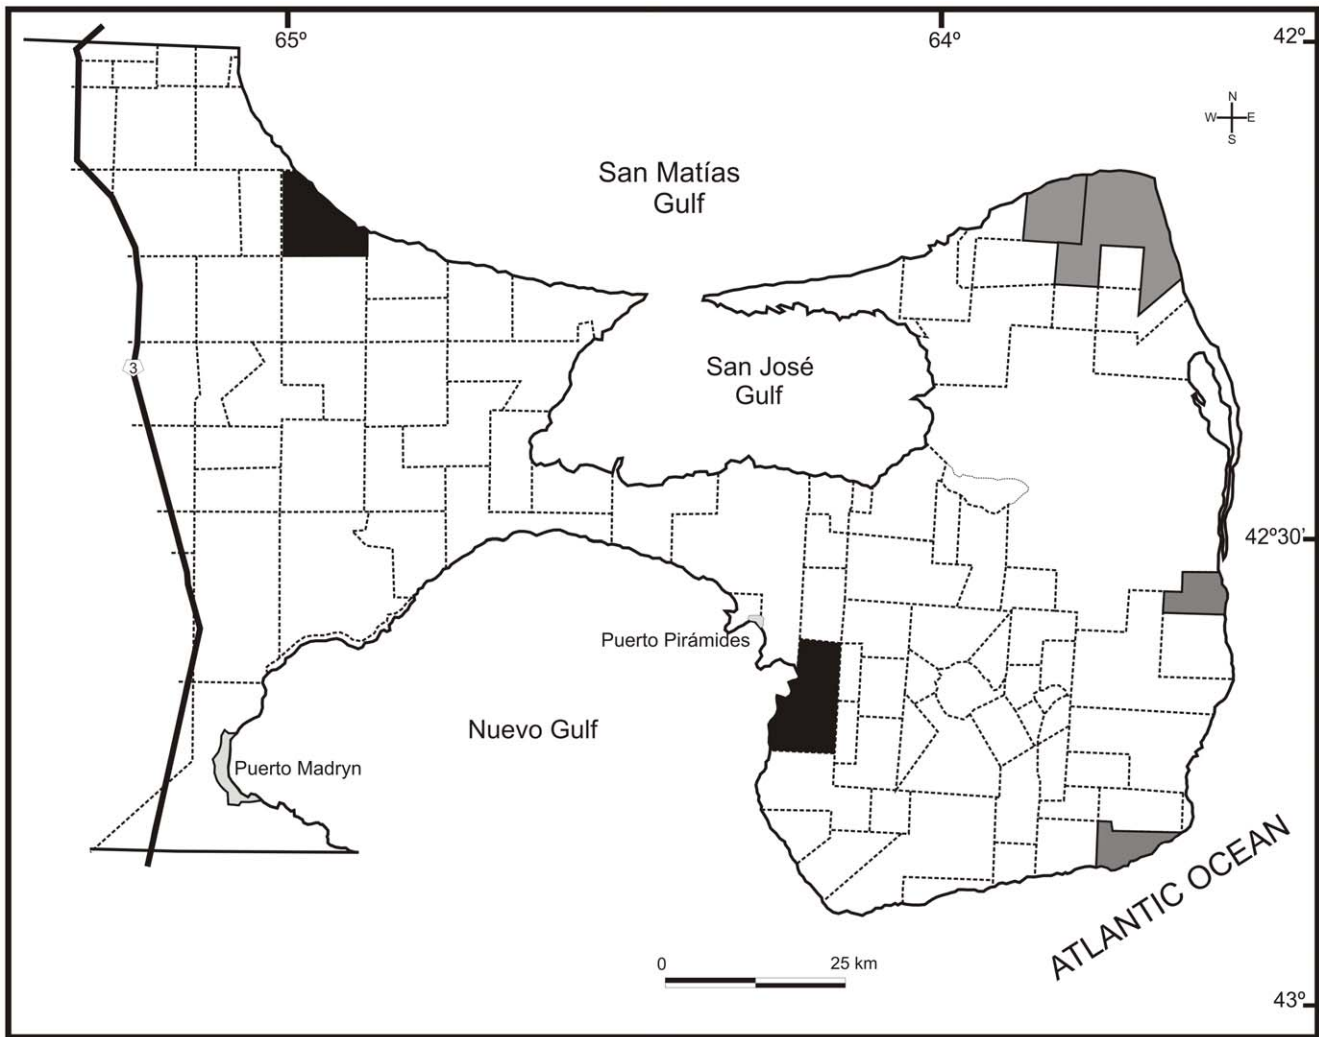 65º
64º
42º
N
W E
S
San Matías
Gulf
3
San José
Gulf
42º30'
Puerto Pirámides
Nuevo Gulf
Puerto Madryn
ATLANTIC OCEAN
0
25 km
43º